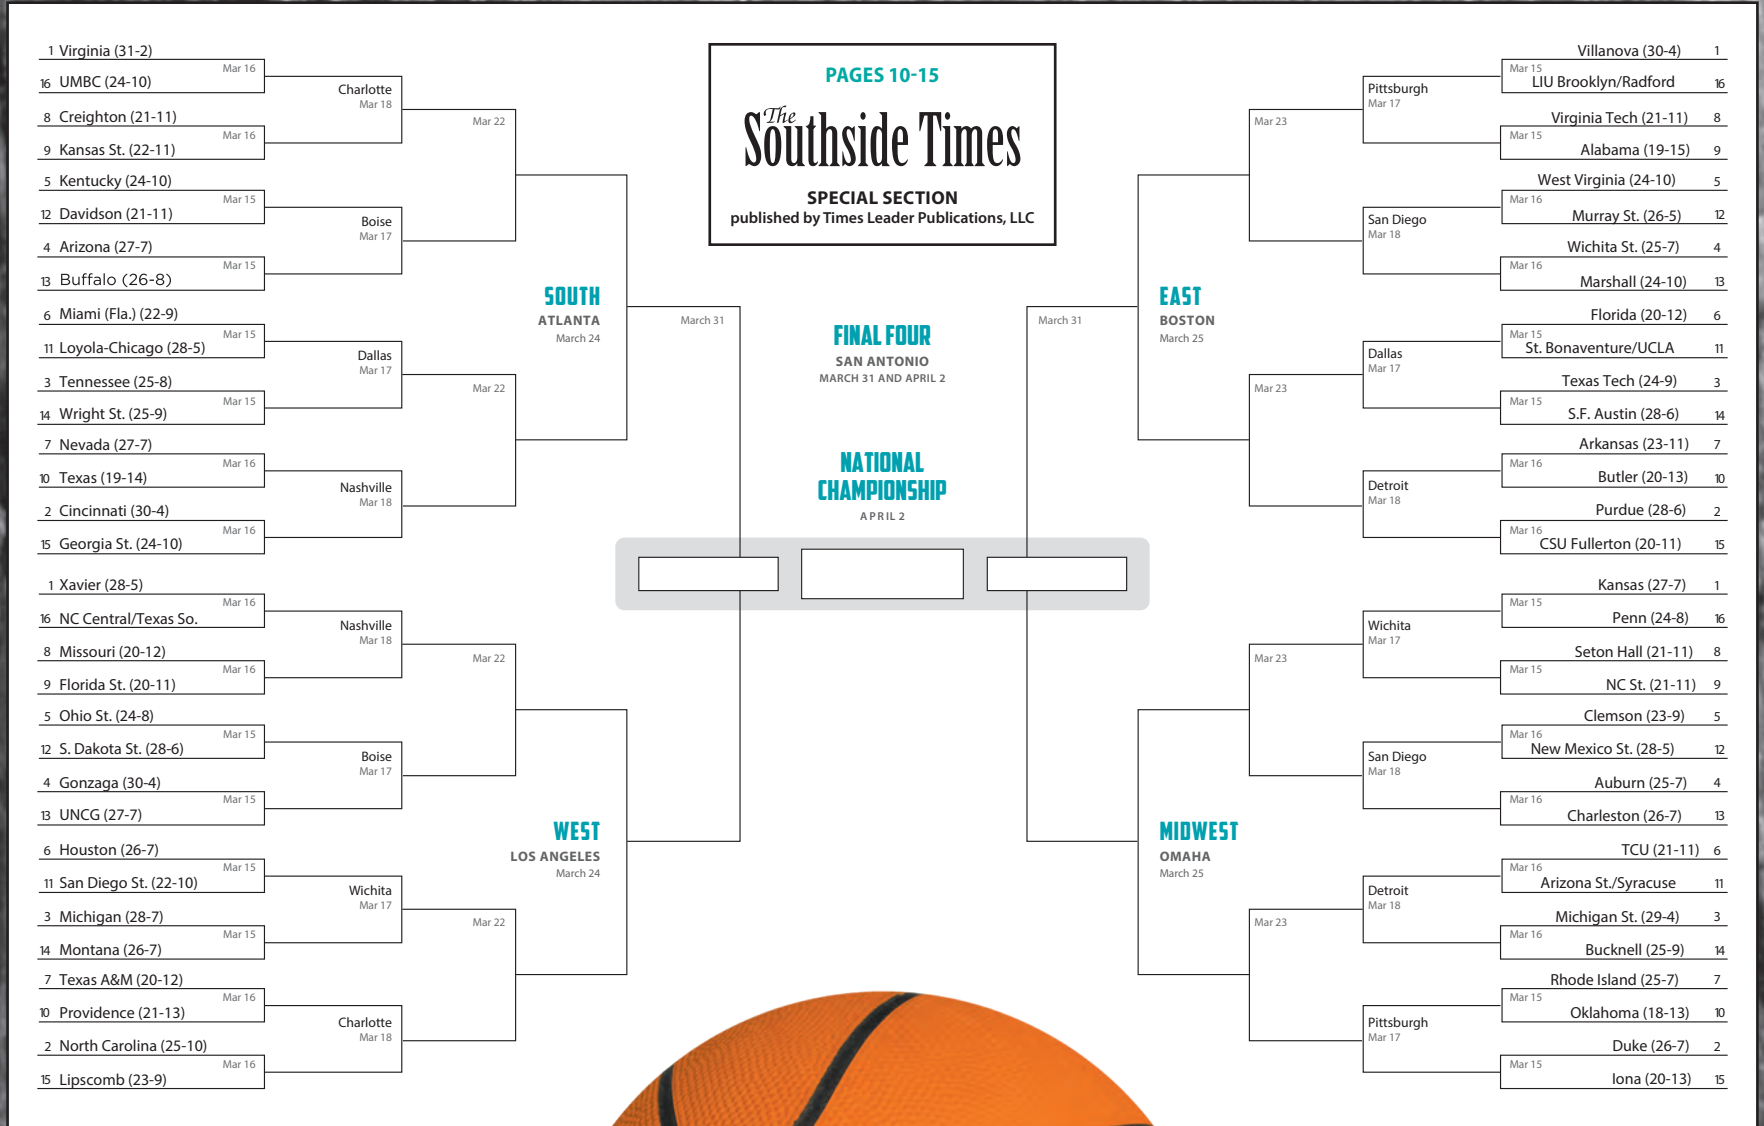 1 Virginia (31-2)
Mar 16
16 UMBC (24-10)
Charlotte
Mar 18
8 Creighton (21-11)
Mar 16
9 Kansas St. (22-11)
Mar 22
5 Kentucky (24-10)
Mar 15
12 Davidson (21-11)
Boise
Mar 17
4 Arizona (27-7)
Mar 15
13 Buffalo (26-8)
SOUTH
ATLANTA
March 24
6 Miami (Fla.) (22-9)
Mar 15
11 Loyola-Chicago (28-5)
Dallas
Mar 17
3 Tennessee (25-8)
Mar 15
14 Wright St. (25-9)
Mar 22
7 Nevada (27-7)
Mar 16
10 Texas (19-14)
Nashville
Mar 18
2 Cincinnati (30-4)
Mar 16
15 Georgia St. (24-10)
March 31
1 Xavier (28-5)
Mar 16
16 NC Central/Texas So.
Nashville
Mar 18
8 Missouri (20-12)
Mar 16
9 Florida St. (20-11)
Mar 22
5 Ohio St. (24-8)
Mar 15
12 S. Dakota St. (28-6)
Boise
Mar 17
4 Gonzaga (30-4)
Mar 15
13 UNCG (27-7)
WEST
LOS ANGELES
March 24
6 Houston (26-7)
Mar 15
11 San Diego St. (22-10)
Wichita
Mar 17
3 Michigan (28-7)
Mar 15
14 Montana (26-7)
Mar 22
7 Texas A&M (20-12)
Mar 16
10 Providence (21-13)
Charlotte
Mar 18
2 North Carolina (25-10)
Mar 16
15 Lipscomb (23-9)
PAGES 10-15
The
Southside Times
SPECIAL SECTION
published by Times Leader Publications, LLC
FINAL FOUR
SAN ANTONIO
MARCH 31 AND APRIL 2
NATIONAL
CHAMPIONSHIP
APRIL 2
Villanova (30-4) 1
Mar 15
LIU Brooklyn/Radford 16
Pittsburgh
Mar 17
Virginia Tech (21-11) 8
Mar 15
Alabama (19-15) 9
Mar 23
West Virginia (24-10) 5
Mar 16
Murray St. (26-5) 12
San Diego
Mar 18
Wichita St. (25-7) 4
Mar 16
Marshall (24-10) 13
EAST
BOSTON
March 25
March 31
Florida (20-12) 6
Mar 15
St. Bonaventure/UCLA 11
Dallas
Mar 17
Texas Tech (24-9) 3
Mar 15
S.F. Austin (28-6) 14
Mar 23
Arkansas (23-11) 7
Mar 16
Butler (20-13) 10
Detroit
Mar 18
Purdue (28-6) 2
Mar 16
CSU Fullerton (20-11) 15
Kansas (27-7) 1
Mar 15
Penn (24-8) 16
Wichita
Mar 17
Seton Hall (21-11) 8
Mar 15
NC St. (21-11) 9
Mar 23
Clemson (23-9) 5
Mar 16
New Mexico St. (28-5) 12
San Diego
Mar 18
Auburn (25-7) 4
Mar 16
Charleston (26-7) 13
MIDWEST
OMAHA
March 25
TCU (21-11) 6
Mar 16
Arizona St./Syracuse 11
Detroit
Mar 18
Michigan St. (29-4) 3
Mar 16
Bucknell (25-9) 14
Mar 23
Rhode Island (25-7) 7
Mar 15
Oklahoma (18-13) 10
Pittsburgh
Mar 17
Duke (26-7) 2
Mar 15
Iona (20-13) 15